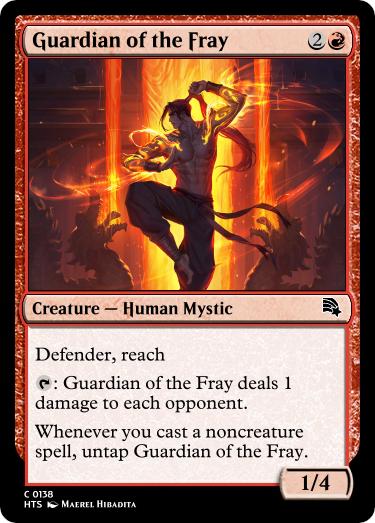 Guardian of the Fray 2
Creature — Human Mystic
Defender, reach
: Guardian of the Fray deals 1
damage to each opponent.
Whenever you cast a noncreature
spell, untap Guardian of the Fray.
1/4
C 0138
HTS Maerel Hibadita